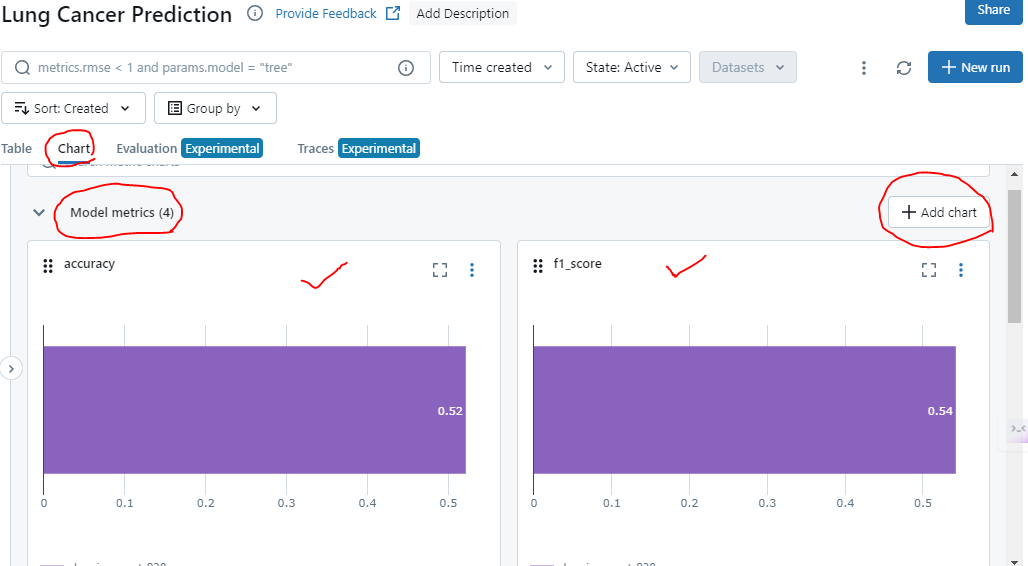 Lung Cancer Prediction Provide Feedback Add Description Share
metrics.rmse < 1 and params.model = "tree" Time created State: Active Datasets New run
Sort: Created Group by
Table Chart Evaluation Experimental Traces Experimental
Model metrics (4) Add chart
accuracy f1_score
0.52 0.54
0 0.1 0.2 0.3 0.4 0.5 0 0.1 0.2 0.3 0.4 0.5